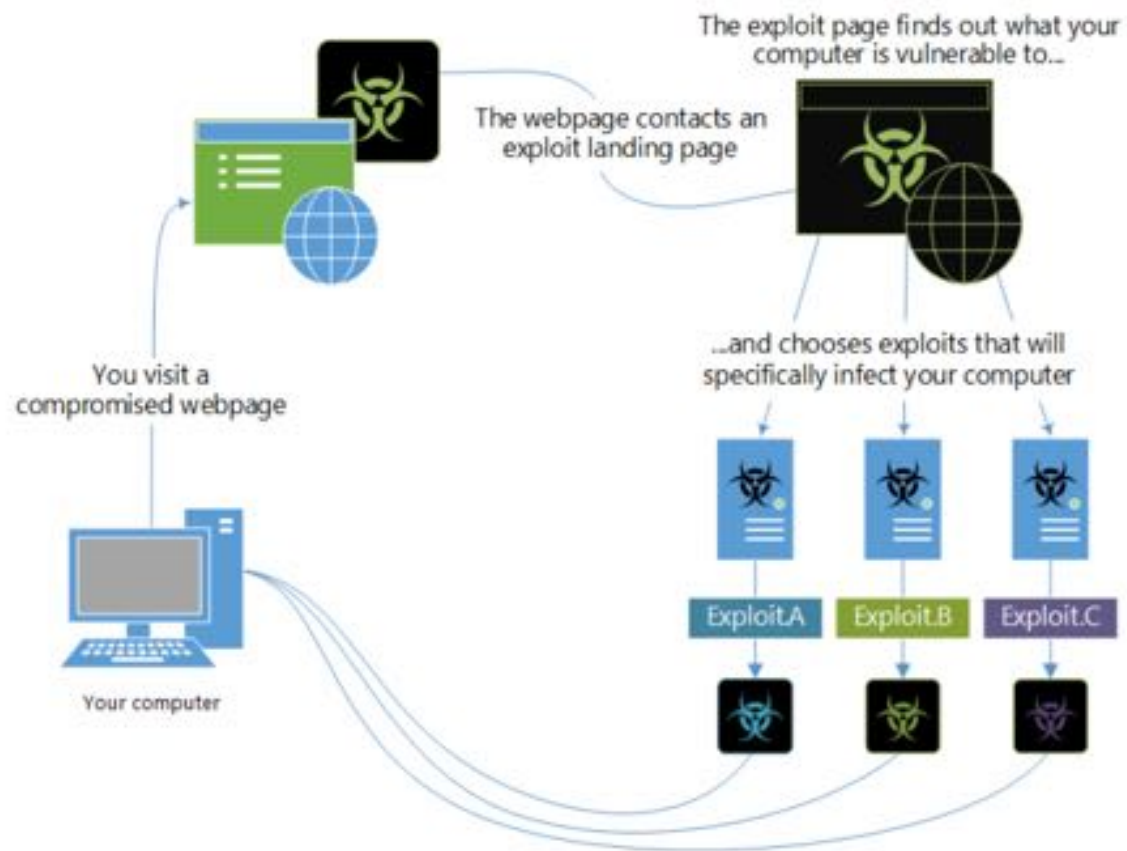 The exploit page finds out what your
computer is vulnerable to...
The webpage contacts an
exploit landing page
...and chooses exploits that will
specifically infect your computer
You visit a
compromised webpage
Exploit.A
Exploit.B
Exploit.C
Your computer